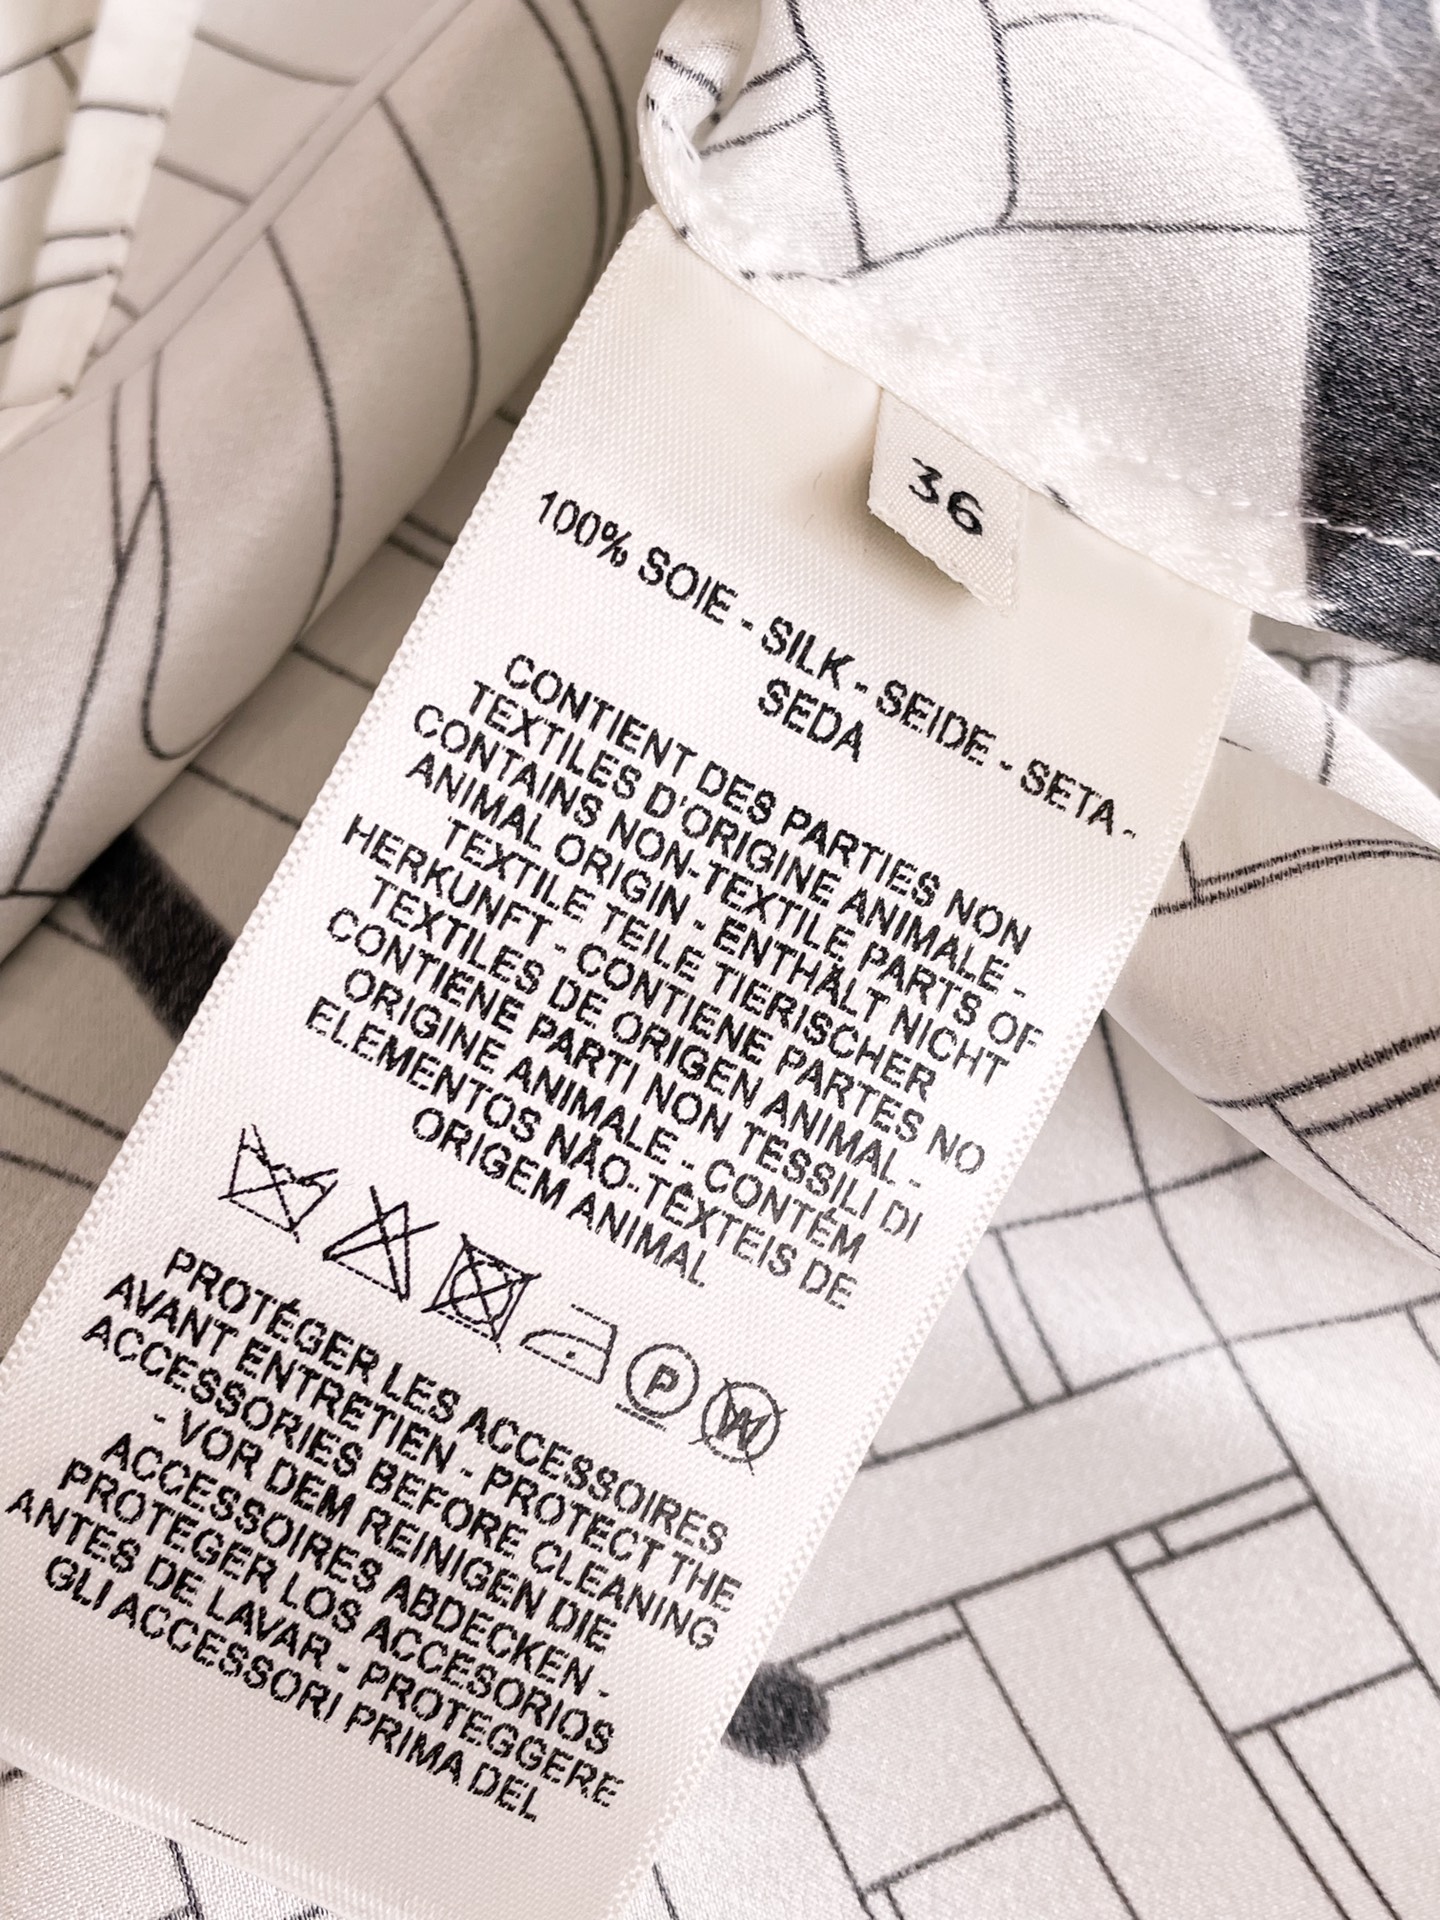 36
100% SOIE - SILK - SEIDE - SETA -
SEDA
CONTIENT DES PARTIES NON
TEXTILES D'ORIGINE ANIMALE -
CONTAINS NON-TEXTILE PARTS OF
ANIMAL ORIGIN - ENTHÄLT NICHT
TEXTILE TEILE TIERISCHER
HERKUNFT - CONTIENE PARTES NO
TEXTILES DE ORIGEN ANIMAL -
CONTIENE PARTI NON TESSILI DI
ORIGINE ANIMALE - CONTÉM
ELEMENTOS NÃO-TÊXTEIS DE
ORIGEM ANIMAL
P W
PROTÉGER LES ACCESSOIRES
AVANT ENTRETIEN - PROTECT THE
ACCESSORIES BEFORE CLEANING
- VOR DEM REINIGEN DIE
ACCESSOIRES ABDECKEN -
PROTEGER LOS ACCESORIOS
ANTES DE LAVAR - PROTEGGERE
GLI ACCESSORI PRIMA DEL